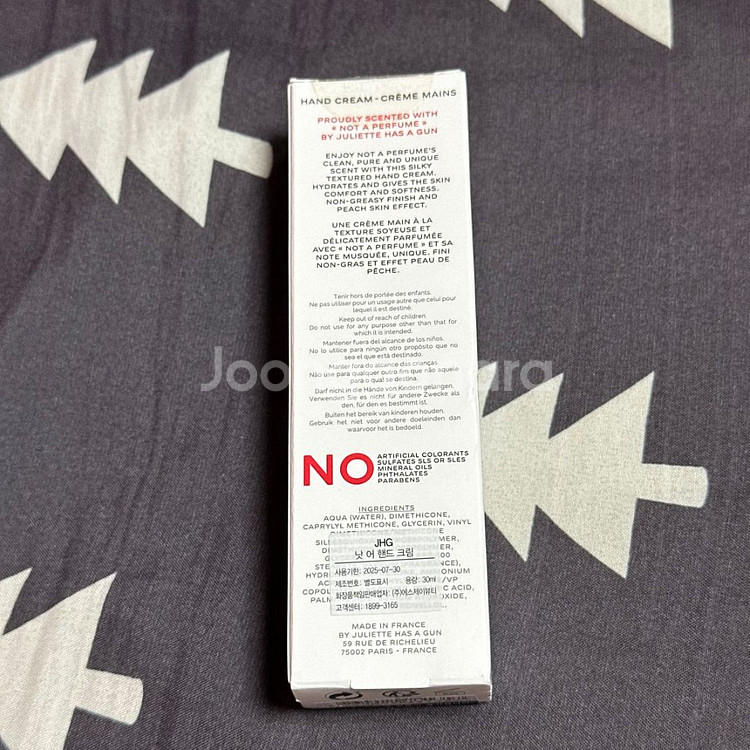 HAND CREAM - CRÈME MAINS
PROUDLY SCENTED WITH
« NOT A PERFUME »
BY JULIETTE HAS A GUN
ENJOY NOT A PERFUME'S
CLEAN, PURE AND UNIQUE
SCENT WITH THIS SILKY
TEXTURED HAND CREAM.
HYDRATES AND GIVES THE SKIN
COMFORT AND SOFTNESS.
NON-GREASY FINISH AND
PEACH SKIN EFFECT.
UNE CRÈME MAIN À LA
TEXTURE SOYEUSE ET
DÉLICATEMENT PARFUMÉE
AVEC « NOT A PERFUME » ET SA
NOTE MUSQUÉE, UNIQUE. FINI
NON-GRAS ET EFFET PEAU DE
PÊCHE.
Tenir hors de portée des enfants.
Ne pas utiliser pour un usage autre que celui pour
lequel il est destiné.
Keep out of reach of children.
Do not use for any purpose other than that for
which it is intended.
Mantener fuera del alcance de los niños.
No lo utilice para ningún otro propósito que no
sea el que está destinado.
Manter fora do alcance das crianças.
Não use para qualquer outro fim que não aquele
para o qual se destina.
Darf nicht in die Hände von Kindern gelangen.
Verwenden Sie es nicht für andere Zwecke als
den, für den es bestimmt ist.
Buiten het bereik van kinderen houden.
Gebruik het niet voor andere doeleinden dan
waarvoor het is bedoeld.
NO
ARTIFICIAL COLORANTS
SULFATES SLS OR SLES
MINERAL OILS
PHTHALATES
PARABENS
INGREDIENTS
AQUA (WATER), DIMETHICONE,
CAPRYLYL METHICONE, GLYCERIN, VINYL
JHG
낫 어 핸드 크림
사용기한: 2025-07-30
제조번호: 별도표시 용량: 30ml
화장품책임판매업자: (주)에스제이뷰티
고객센터: 1899-3165
MADE IN FRANCE
BY JULIETTE HAS A GUN
59 RUE DE RICHELIEU
75002 PARIS - FRANCE